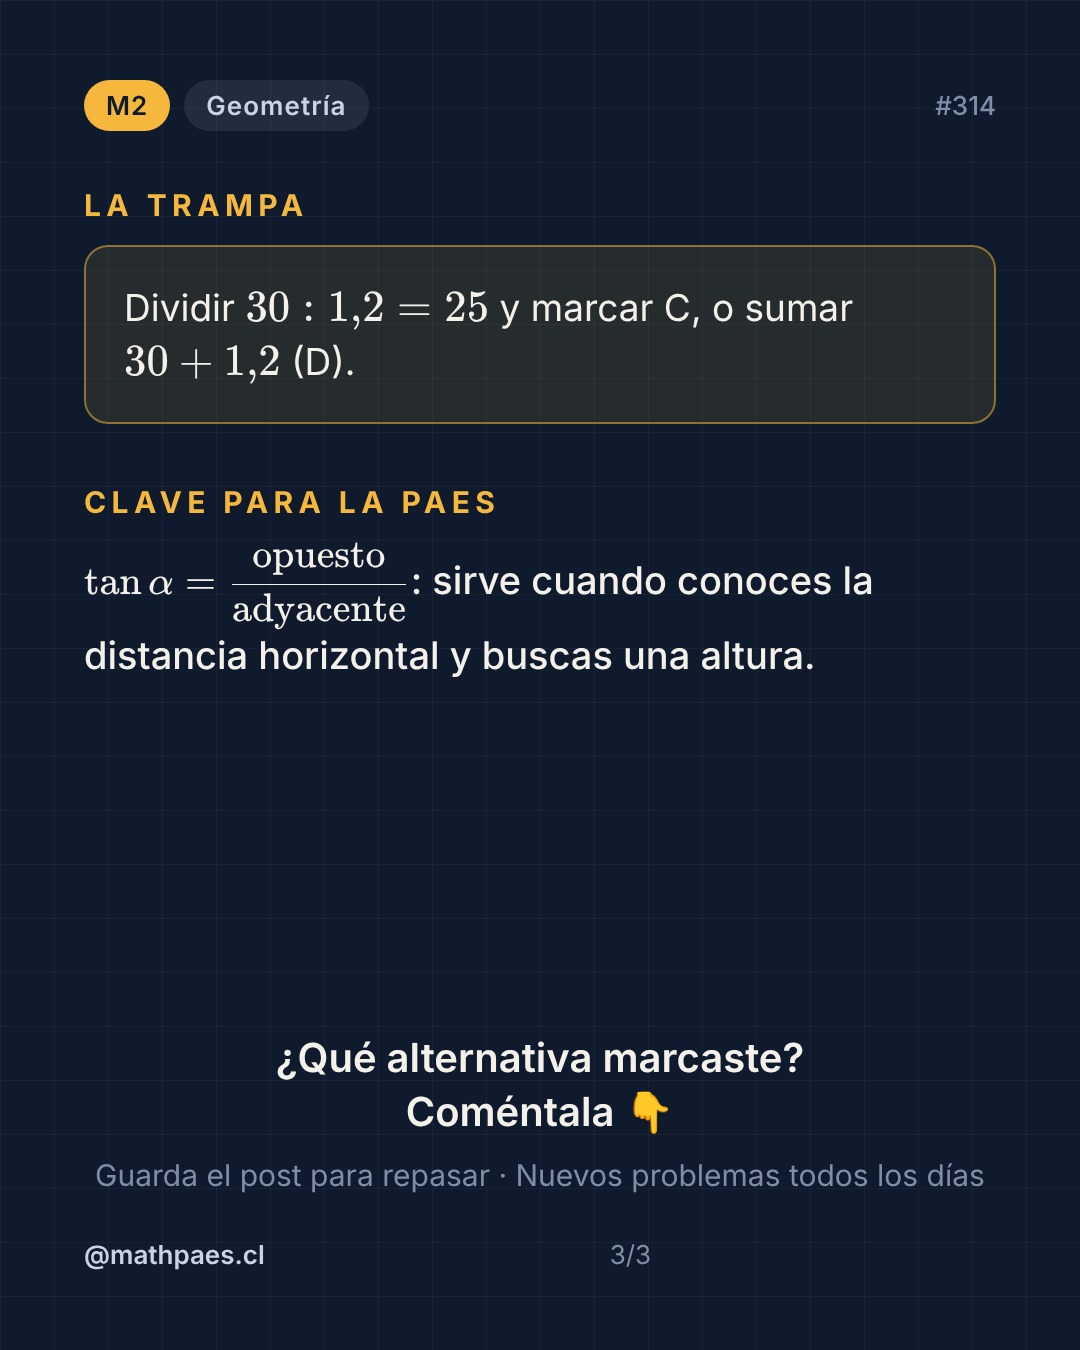 M2 Geometría #314
LA TRAMPA
Dividir 30 : 1,2 = 25 y marcar C, o sumar
30 + 1,2 (D).
CLAVE PARA LA PAES
tan α = opuesto/adyacente: sirve cuando conoces la
distancia horizontal y buscas una altura.
¿Qué alternativa marcaste?
Coméntala 👇
Guarda el post para repasar · Nuevos problemas todos los días
@mathpaes.cl 3/3